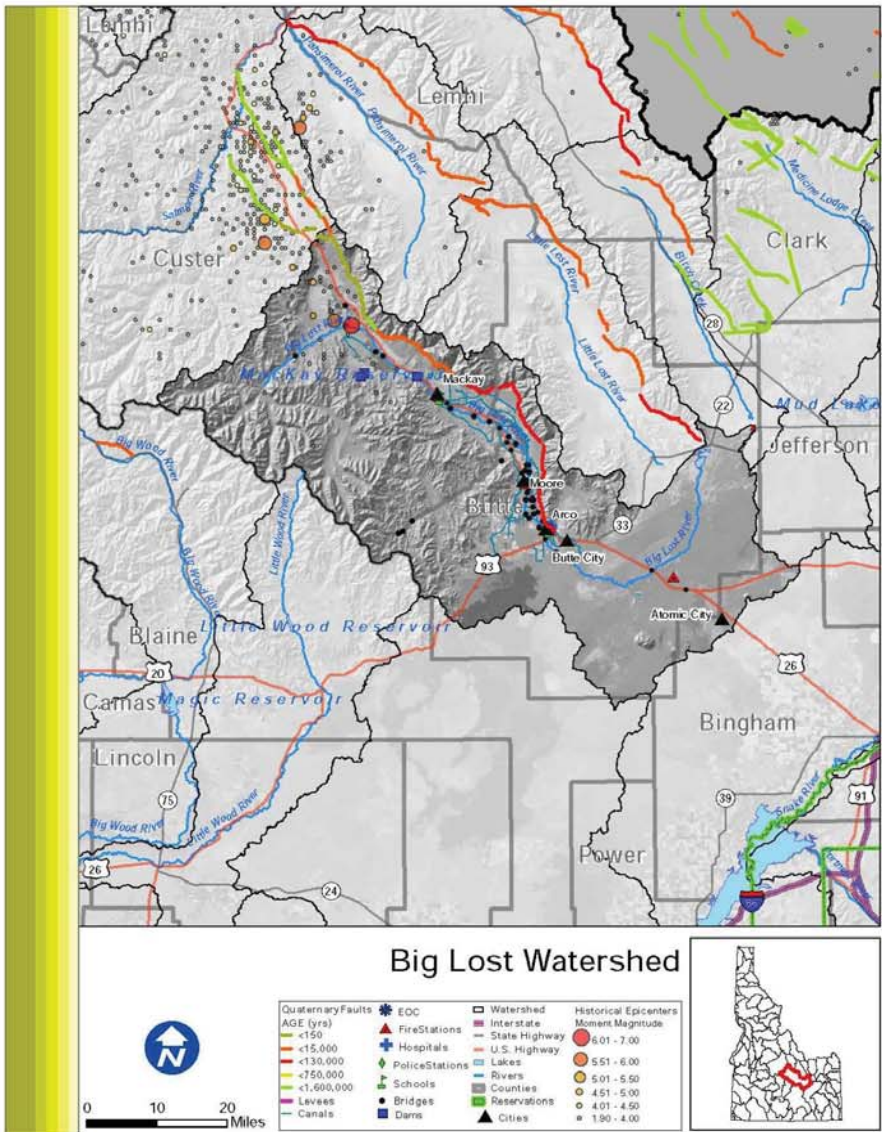 Lemhi
Pahsimeroi River
Lemhi
Pahsimeroi River
Medicine Lodge Creek
Salmon River
Clark
Custer
Little Lost River
Birch Creek
28
Big Lost River
Little Lost River
Mackay Reservoir
Mackay
22
Mud Lake
Big Wood River
Jefferson
Moore
Butte
Little Wood River
Arco
33
Butte City
Big Lost River
93
Big Wood River
Atomic City
Blaine
Little Wood Reservoir
20
26
Camas
Magic Reservoir
Bingham
Lincoln
Snake River
75
39
91
Big Wood River
Little Wood River
Power
26
24
Big Lost Watershed
N
0 10 20
Miles
Quaternary Faults
AGE (yrs)
<150
<15,000
<130,000
<750,000
<1,600,000
Levees
Canals
EOC
FireStations
Hospitals
PoliceStations
Schools
Bridges
Dams
Watershed
Interstate
State Highway
U.S. Highway
Lakes
Rivers
Counties
Reservations
Cities
Historical Epicenters
Moment Magnitude
6.01 - 7.00
5.51 - 6.00
5.01 - 5.50
4.51 - 5.00
4.01 - 4.50
1.90 - 4.00